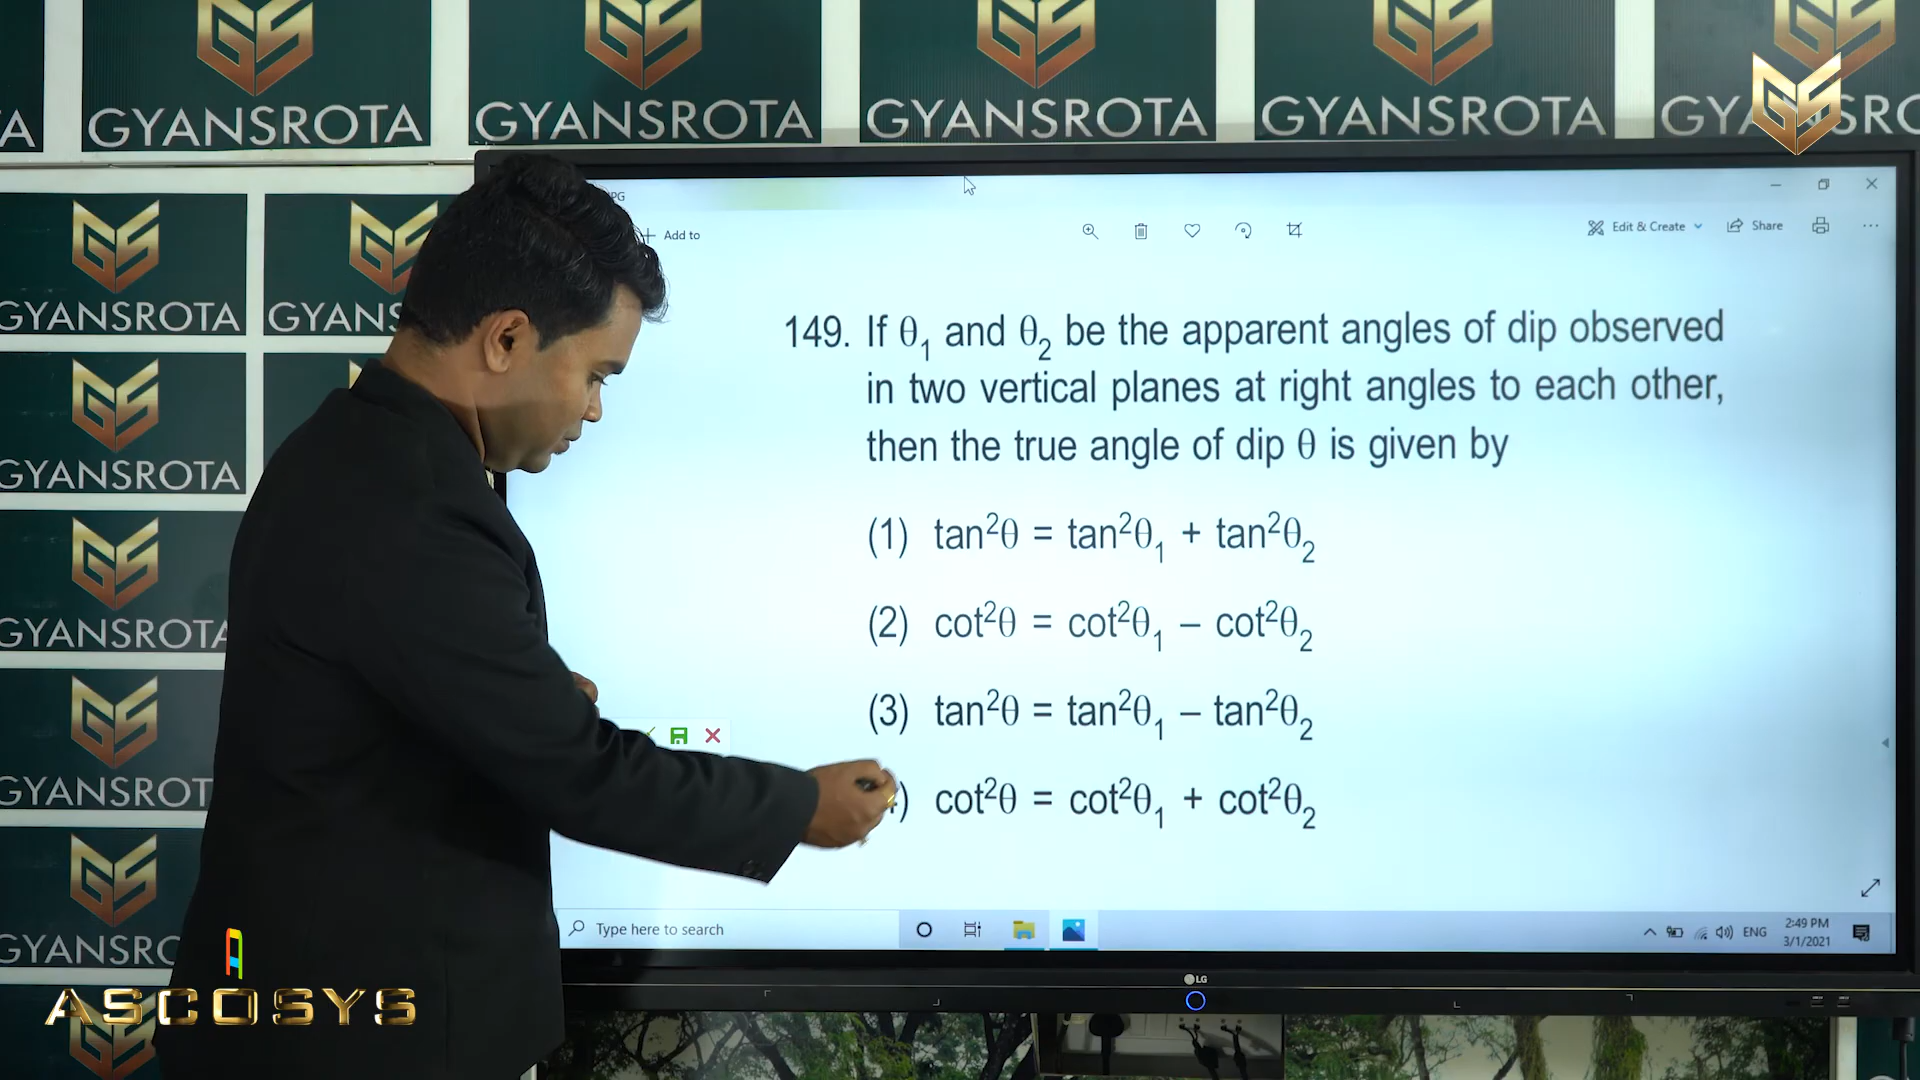 GYANSROTA
GYANSROTA
GYANSROTA
GYANSROTA
GYANSROTA
GYANSROTA
GYANSROTA
GYANSROTA
GYANSROTA
Add to
Edit & Create
Share
149. If θ₁ and θ₂ be the apparent angles of dip observed
in two vertical planes at right angles to each other,
then the true angle of dip θ is given by
(1) tan²θ = tan²θ₁ + tan²θ₂
(2) cot²θ = cot²θ₁ – cot²θ₂
(3) tan²θ = tan²θ₁ – tan²θ₂
) cot²θ = cot²θ₁ + cot²θ₂
Type here to search
ENG
2:49 PM
3/1/2021
LG
ASCOSYS